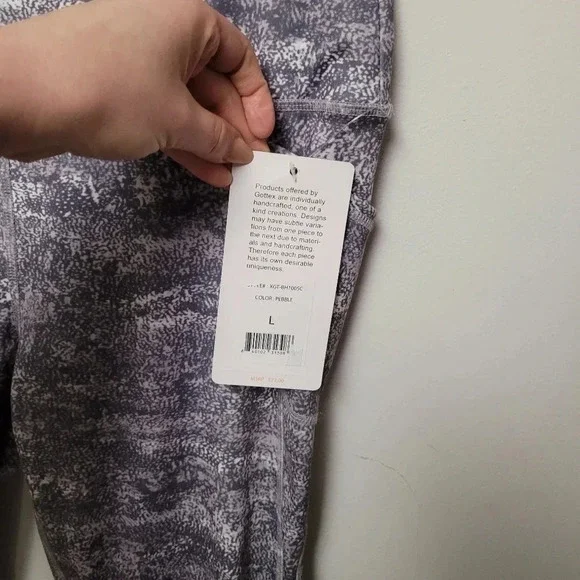 Products offered by
Gottex are individually
handcrafted, one of a
kind creations. Designs
may have subtle varia-
tions from one piece to
the next due to materi-
als and handcrafting.
Therefore each piece
has its own desirable
uniqueness.
XGT-BH1005C
COLOR: PEBBLE
L